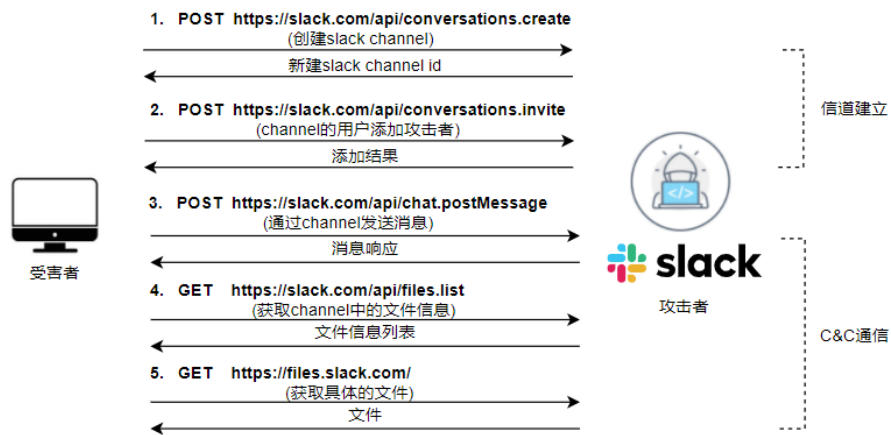 1. POST https://slack.com/api/conversations.create
(创建slack channel)
新建slack channel id
2. POST https://slack.com/api/conversations.invite
(channel的用户添加攻击者)
添加结果
信道建立
</>
3. POST https://slack.com/api/chat.postMessage
(通过channel发送消息)
消息响应
受害者
slack
攻击者
4. GET https://slack.com/api/files.list
(获取channel中的文件信息)
文件信息列表
C&C通信
5. GET https://files.slack.com/
(获取具体的文件)
文件